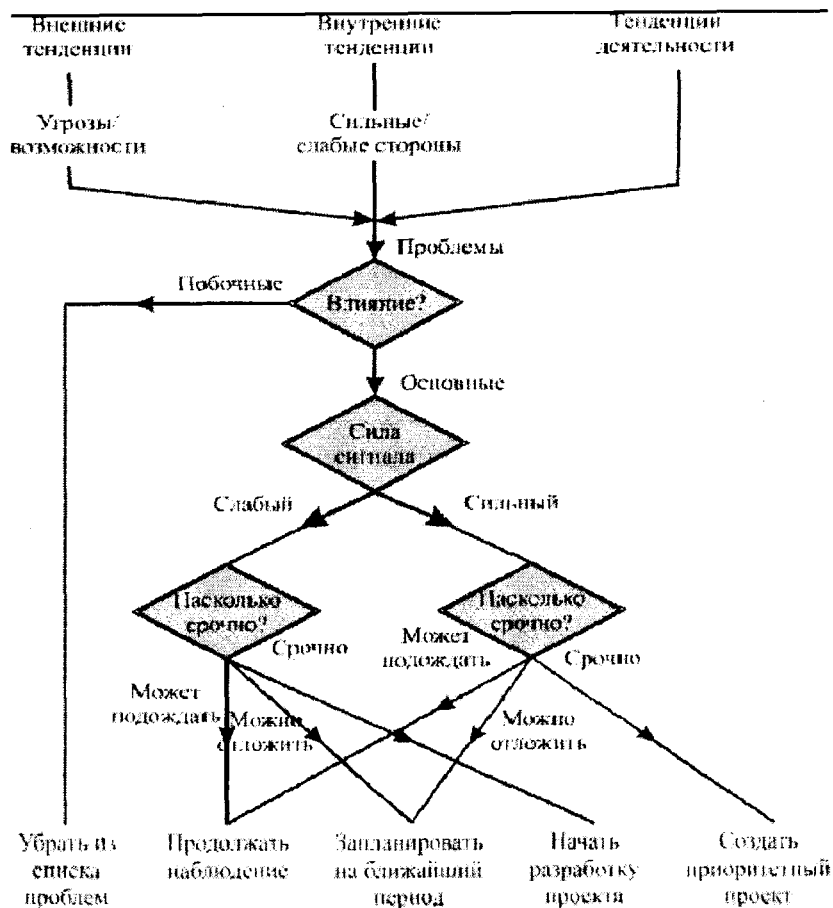 Внешние
тенденции
Внутренние
тенденции
Тенденции
деятельности
Угрозы/
возможности
Сильные/
слабые стороны
Проблемы
Побочные
Влияние?
Основные
Сила
сигнала
Слабый
Сильный
Насколько
срочно?
Насколько
срочно?
Срочно
Может
подождать
Срочно
Может
подождать
Можно
отложить
Можно
отложить
Убрать из
списка
проблем
Продолжать
наблюдение
Запланировать
на ближайший
период
Начать
разработку
проекта
Создать
приоритетный
проект